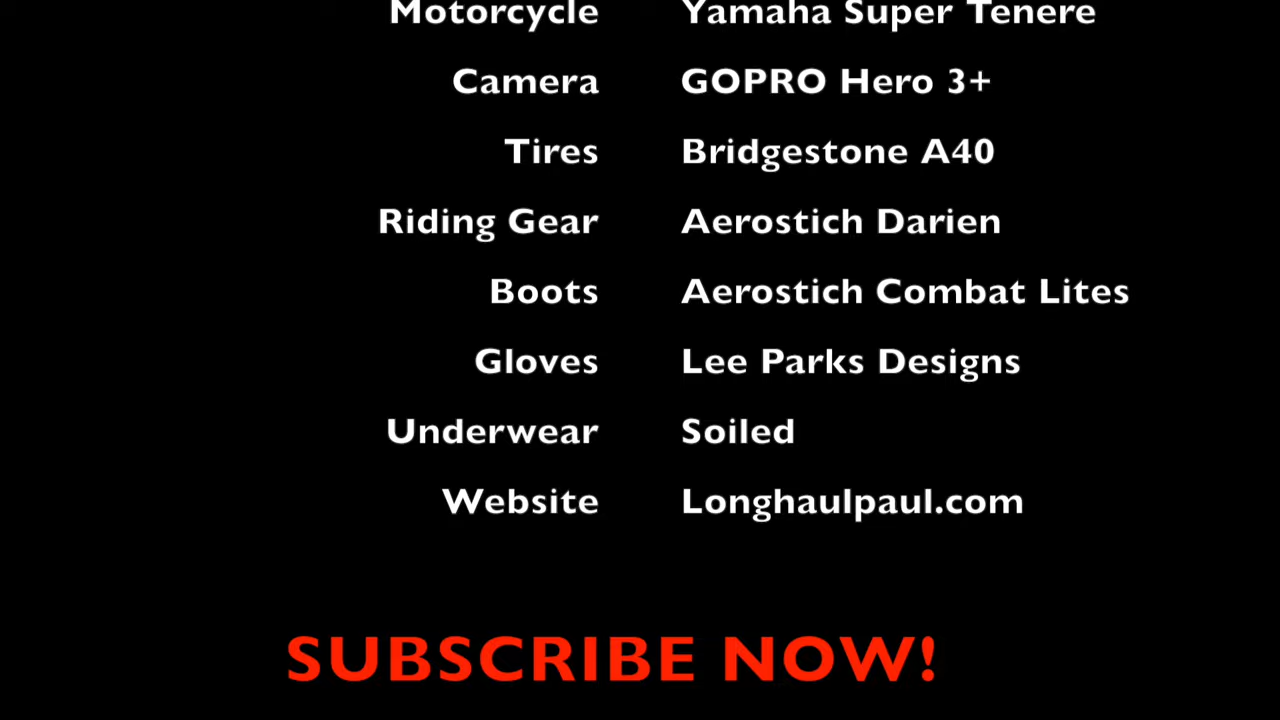 Motorcycle Yamaha Super Tenere
Camera GOPRO Hero 3+
Tires Bridgestone A40
Riding Gear Aerostich Darien
Boots Aerostich Combat Lites
Gloves Lee Parks Designs
Underwear Soiled
Website Longhaulpaul.com
SUBSCRIBE NOW!